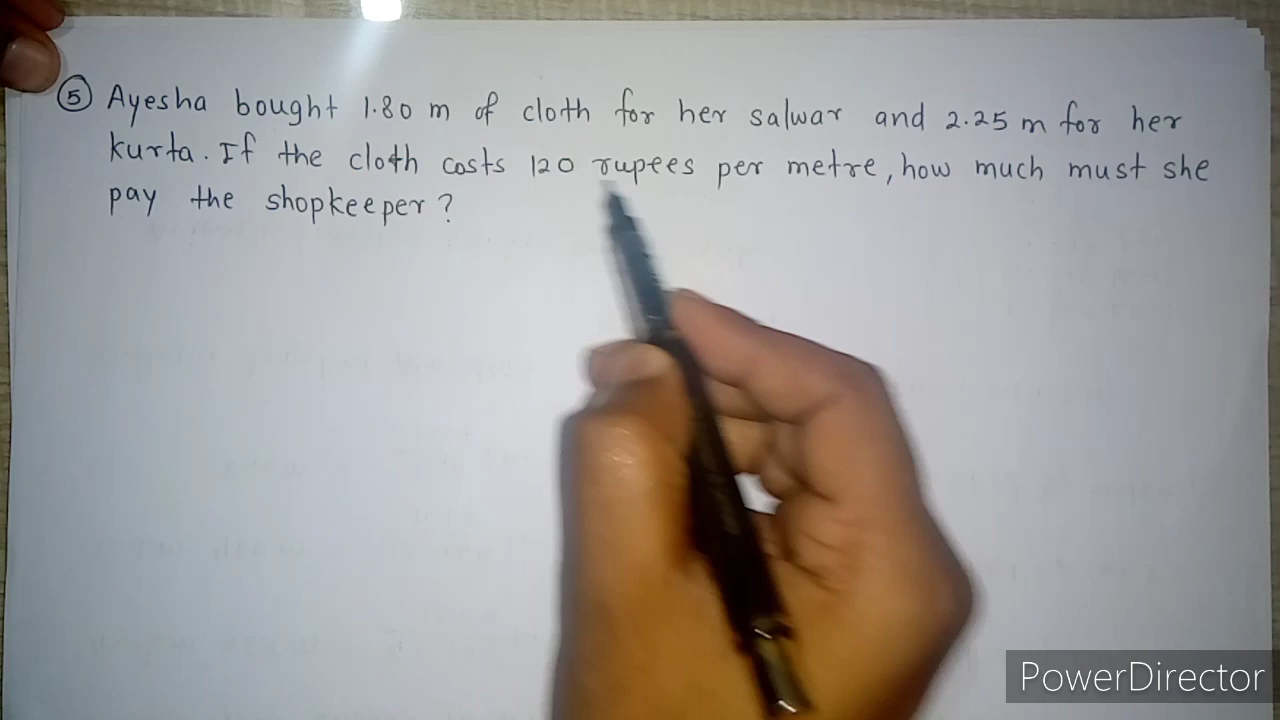 ⑤ Ayesha bought 1.80 m of cloth for her salwar and 2.25 m for her
kurta. If the cloth costs 120 rupees per metre, how much must she
pay the shopkeeper?
PowerDirector